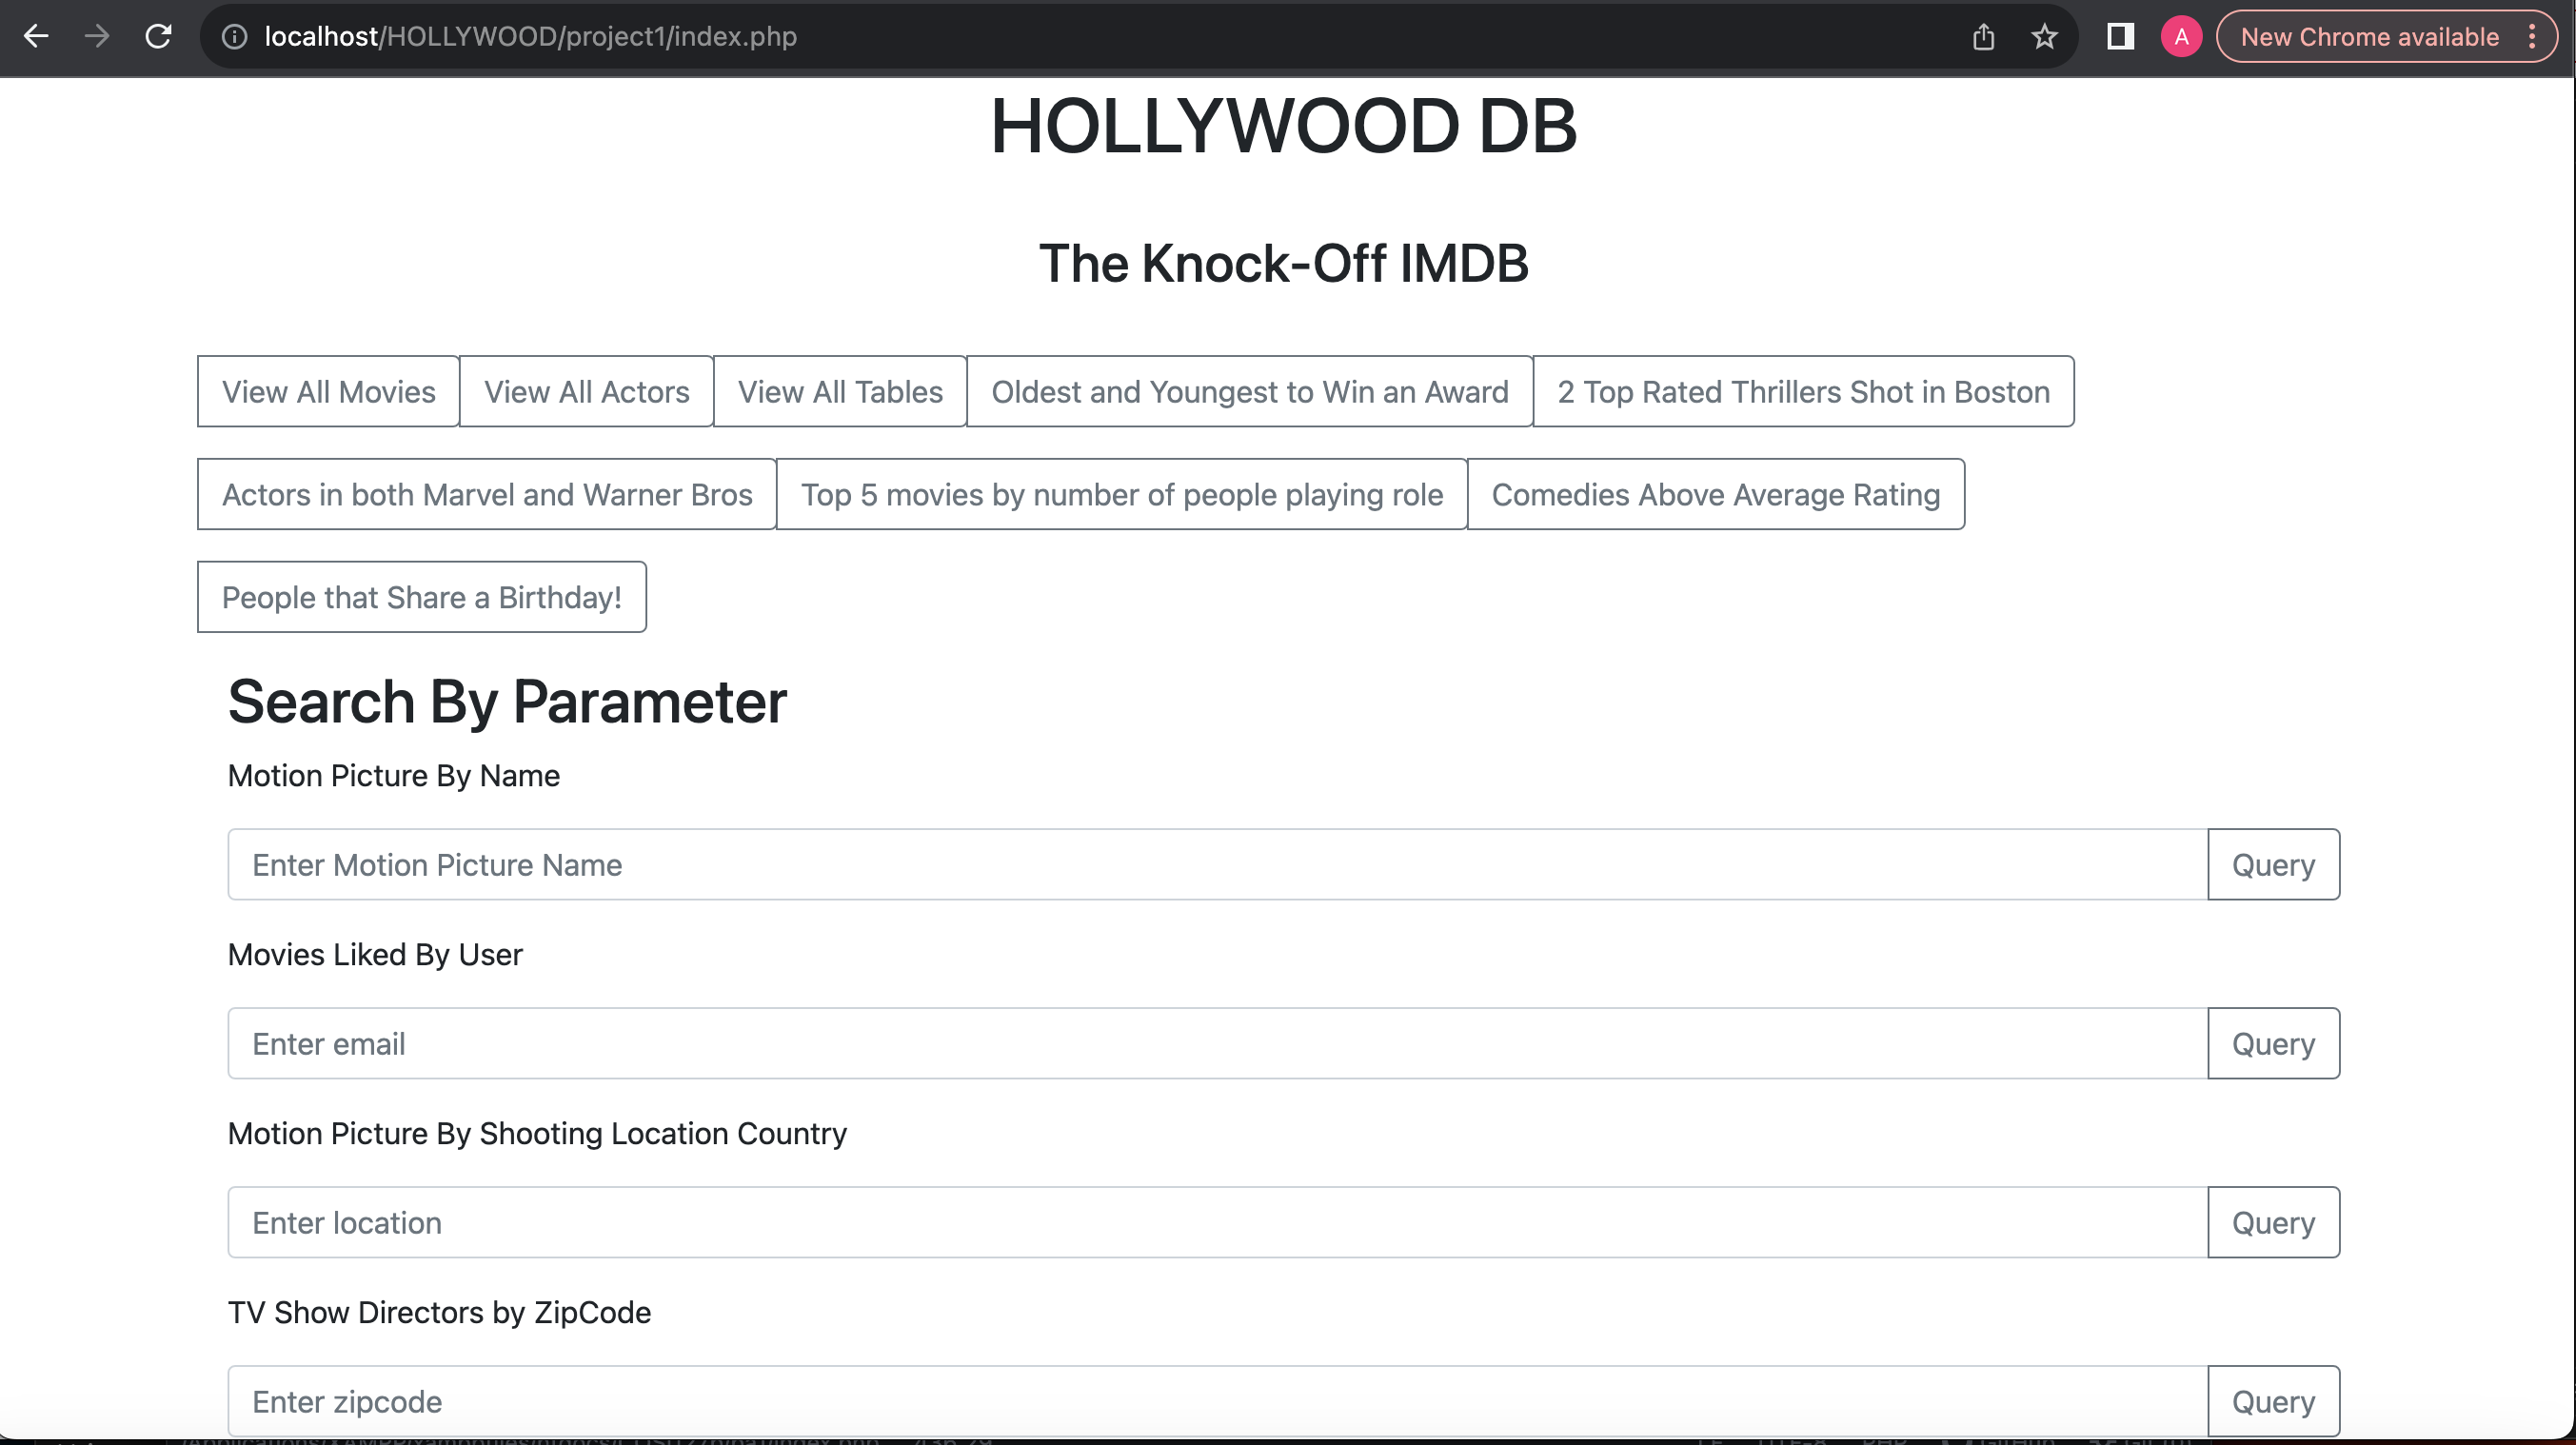 localhost/HOLLYWOOD/project1/index.php A New Chrome available
HOLLYWOOD DB
The Knock-Off IMDB
View All Movies View All Actors View All Tables Oldest and Youngest to Win an Award 2 Top Rated Thrillers Shot in Boston
Actors in both Marvel and Warner Bros Top 5 movies by number of people playing role Comedies Above Average Rating
People that Share a Birthday!
Search By Parameter
Motion Picture By Name
Enter Motion Picture Name Query
Movies Liked By User
Enter email Query
Motion Picture By Shooting Location Country
Enter location Query
TV Show Directors by ZipCode
Enter zipcode Query